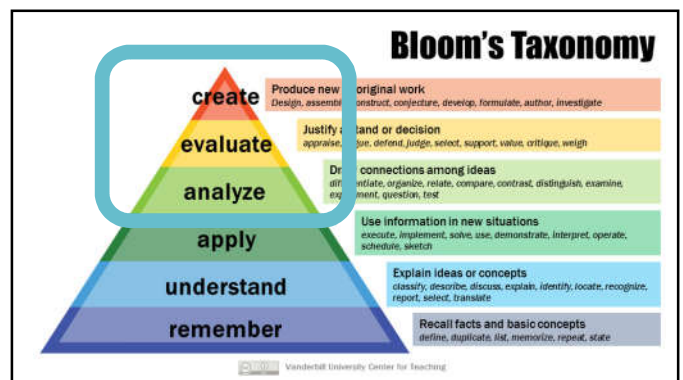 Bloom's Taxonomy
create
Produce new original work
Design, assemble, construct, conjecture, develop, formulate, author, investigate
evaluate
Justify a stand or decision
appraise, argue, defend, judge, select, support, value, critique, weigh
analyze
Draw connections among ideas
differentiate, organize, relate, compare, contrast, distinguish, examine,
experiment, question, test
apply
Use information in new situations
execute, implement, solve, use, demonstrate, interpret, operate,
schedule, sketch
understand
Explain ideas or concepts
classify, describe, discuss, explain, identify, locate, recognize,
report, select, translate
remember
Recall facts and basic concepts
define, duplicate, list, memorize, repeat, state
Vanderbilt University Center for Teaching